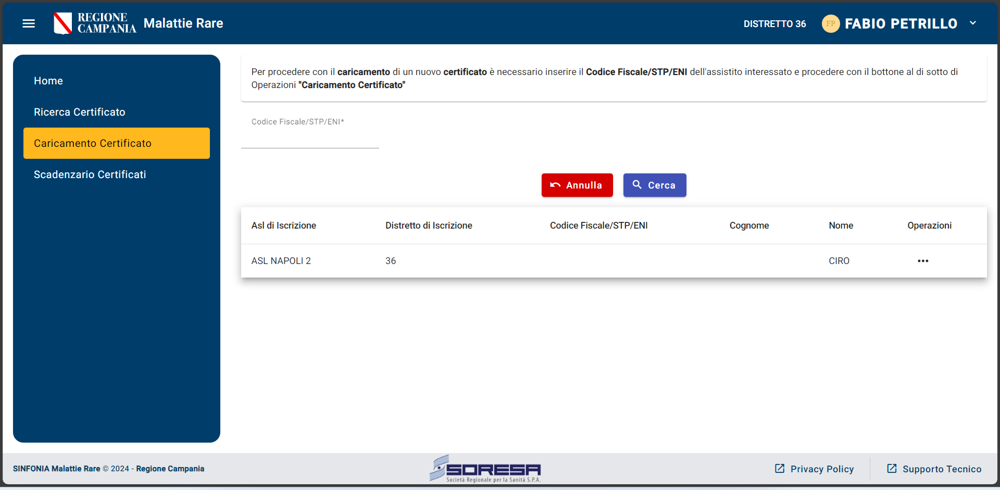 REGIONE
CAMPANIA
Malattie Rare
DISTRETTO 36
FP
FABIO PETRILLO
Home
Ricerca Certificato
Caricamento Certificato
Scadenzario Certificati
Per procedere con il caricamento di un nuovo certificato è necessario inserire il Codice Fiscale/STP/ENI dell'assistito interessato e procedere con il bottone al di sotto di
Operazioni "Caricamento Certificato"
Codice Fiscale/STP/ENI*
Annulla
Cerca
Asl di Iscrizione Distretto di Iscrizione Codice Fiscale/STP/ENI Cognome Nome Operazioni
ASL NAPOLI 2 36 CIRO
SINFONIA Malattie Rare © 2024 - Regione Campania
SORESA
Società Regionale per la Sanità S.P.A.
Privacy Policy
Supporto Tecnico